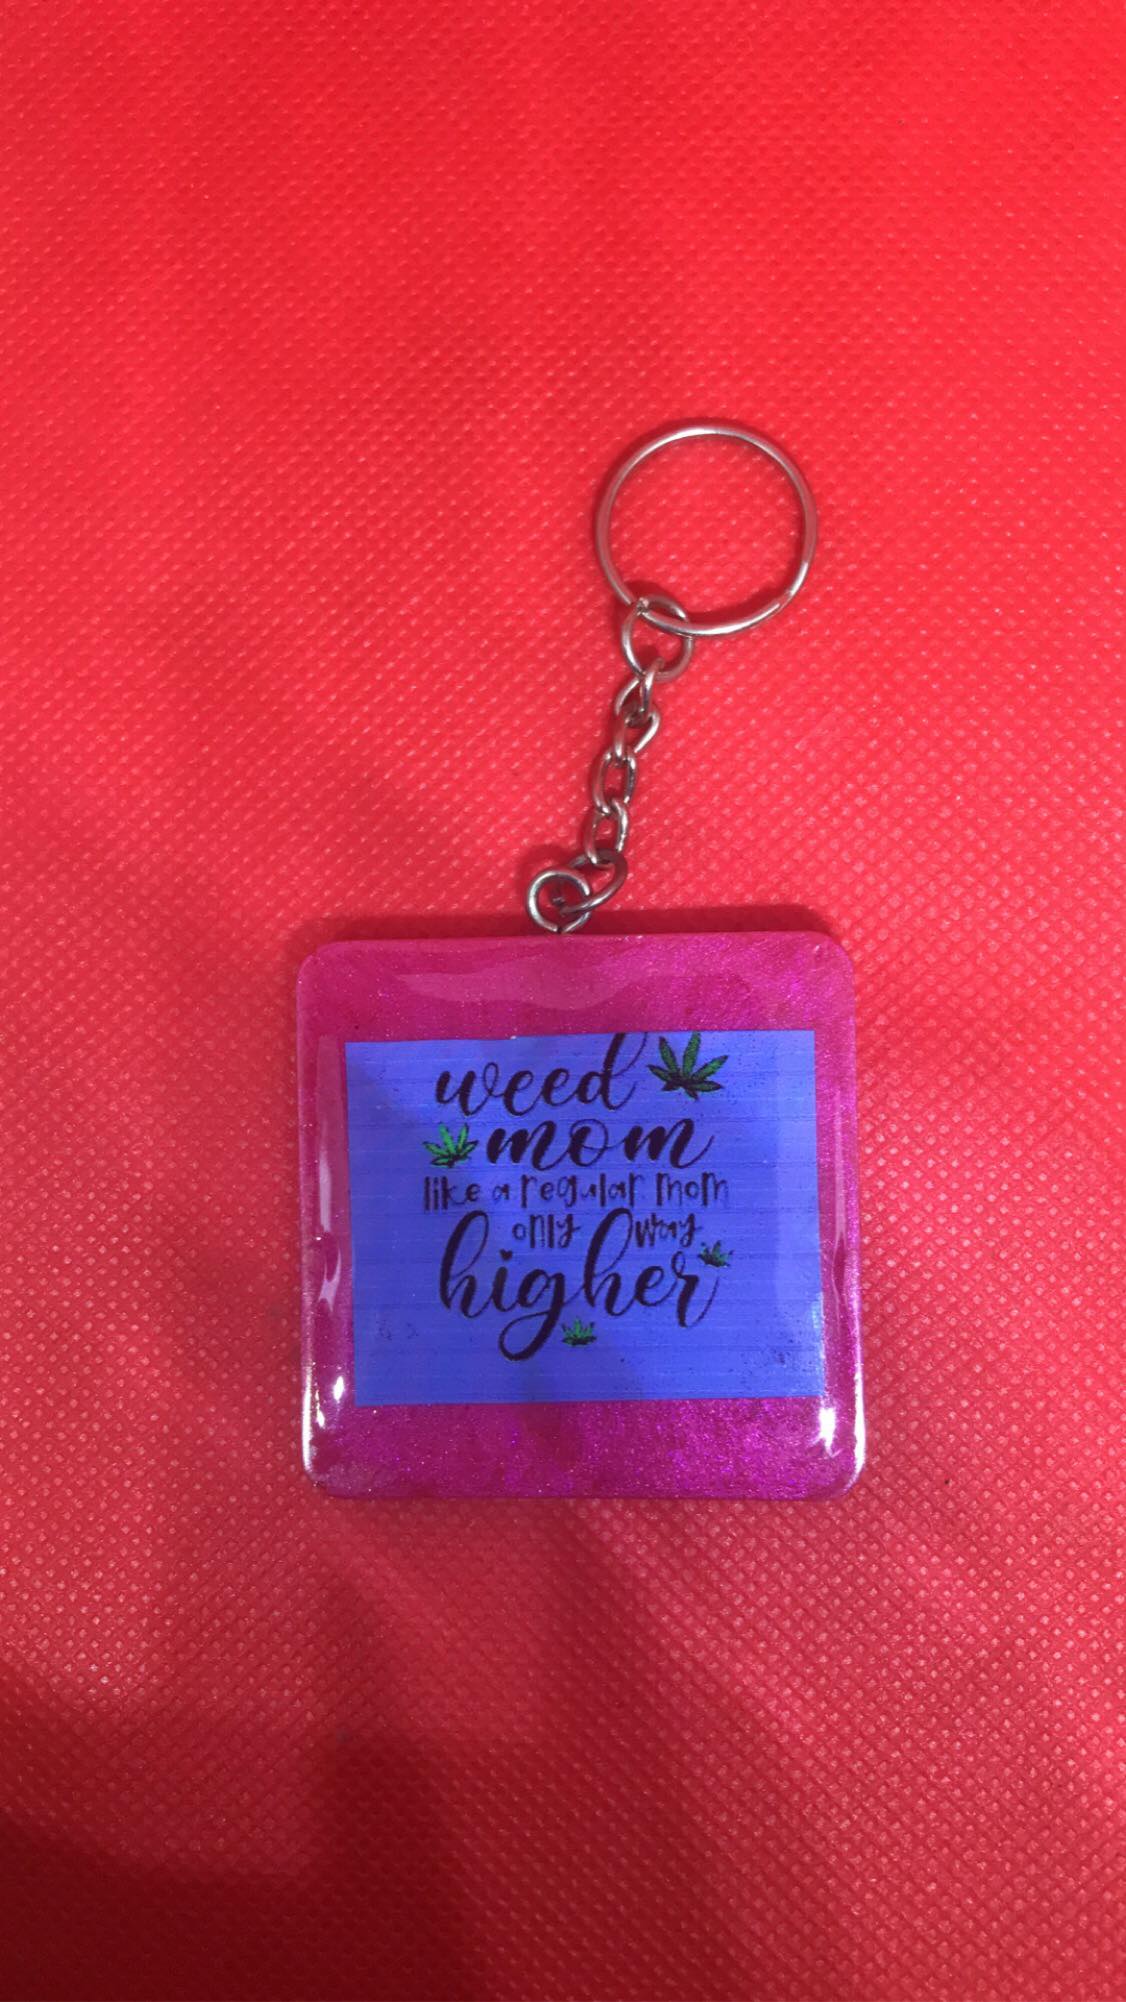 weed
mom
like a regular mom
only way
higher